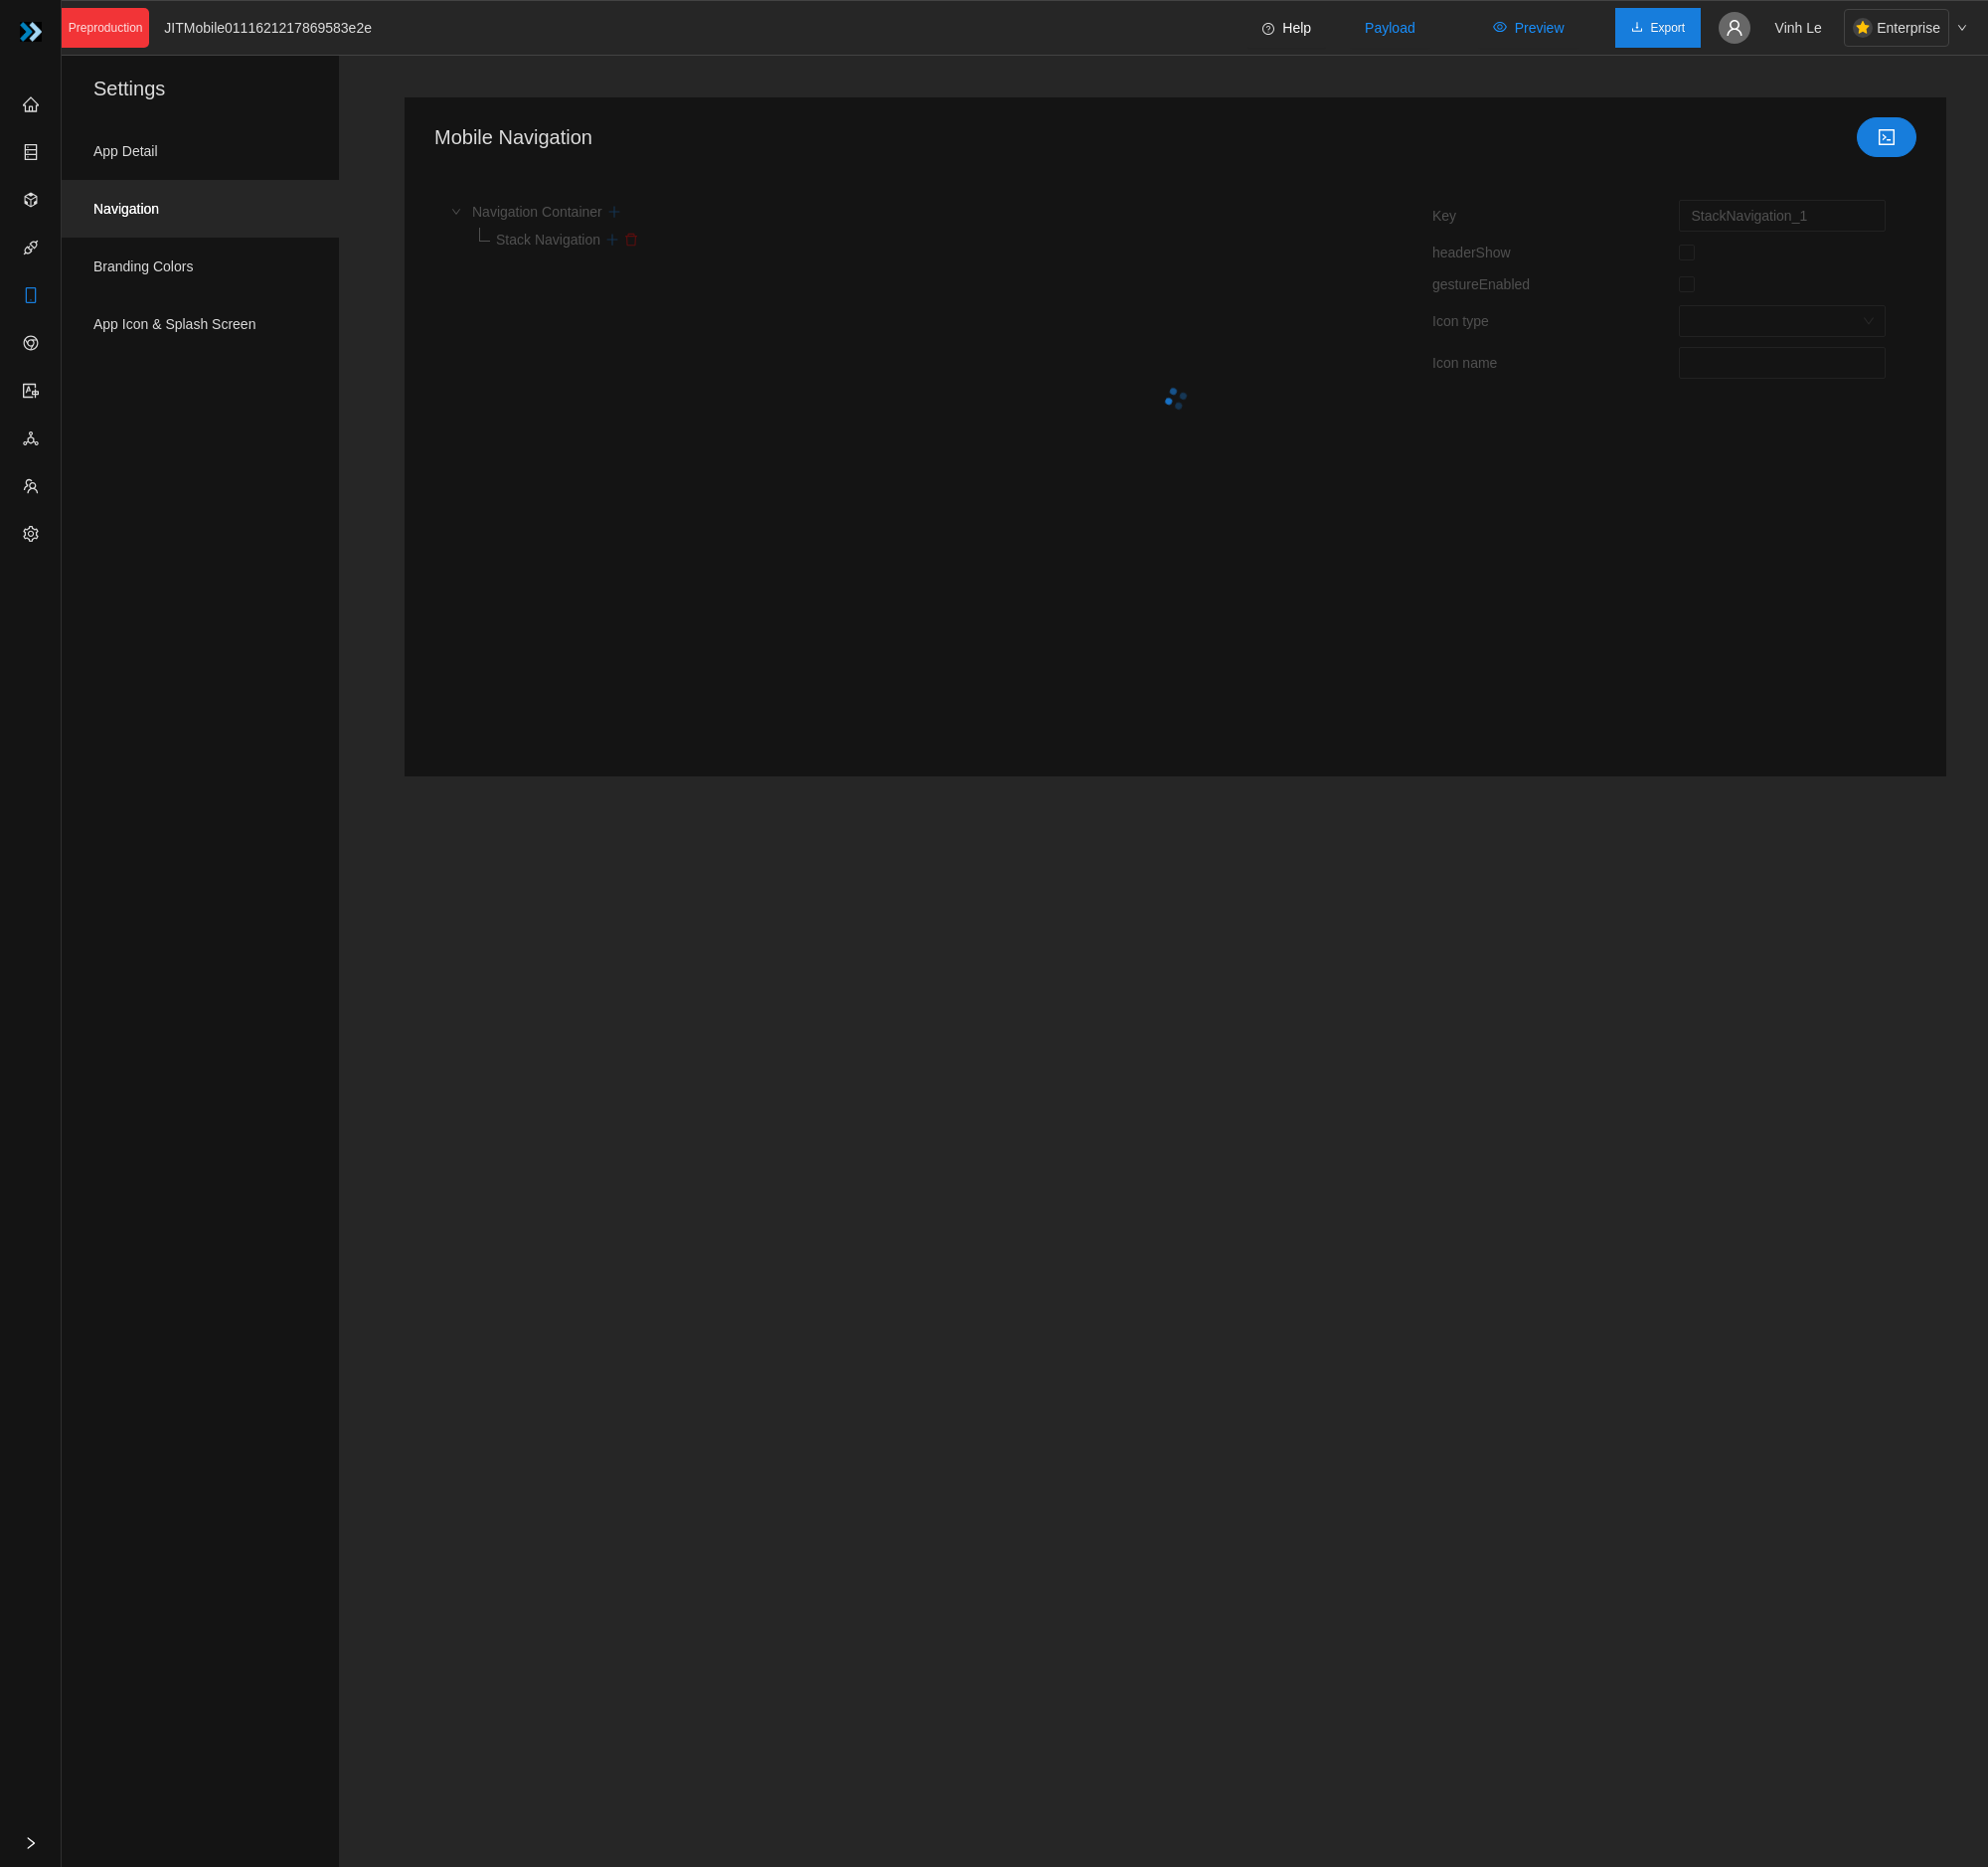 Preproduction
JITMobile0111621217869583e2e
Help
Payload
Preview
Export
Vinh Le
Enterprise
Settings
App Detail
Navigation
Branding Colors
App Icon & Splash Screen
Mobile Navigation
Navigation Container
Stack Navigation
Key
StackNavigation_1
headerShow
gestureEnabled
Icon type
Icon name